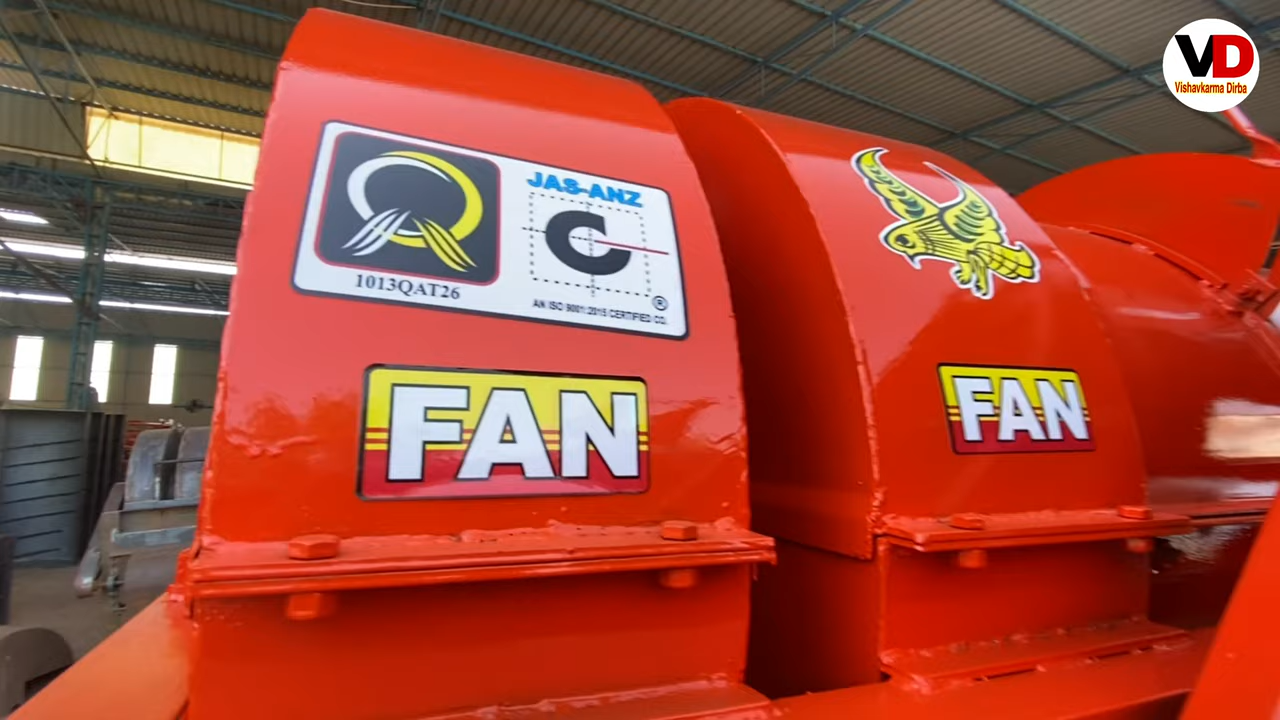 VD
Vishavkarma Dirba
JAS-ANZ
C
1013QAT26
AN ISO 9001:2015 CERTIFIED CO.
®
FAN
FAN